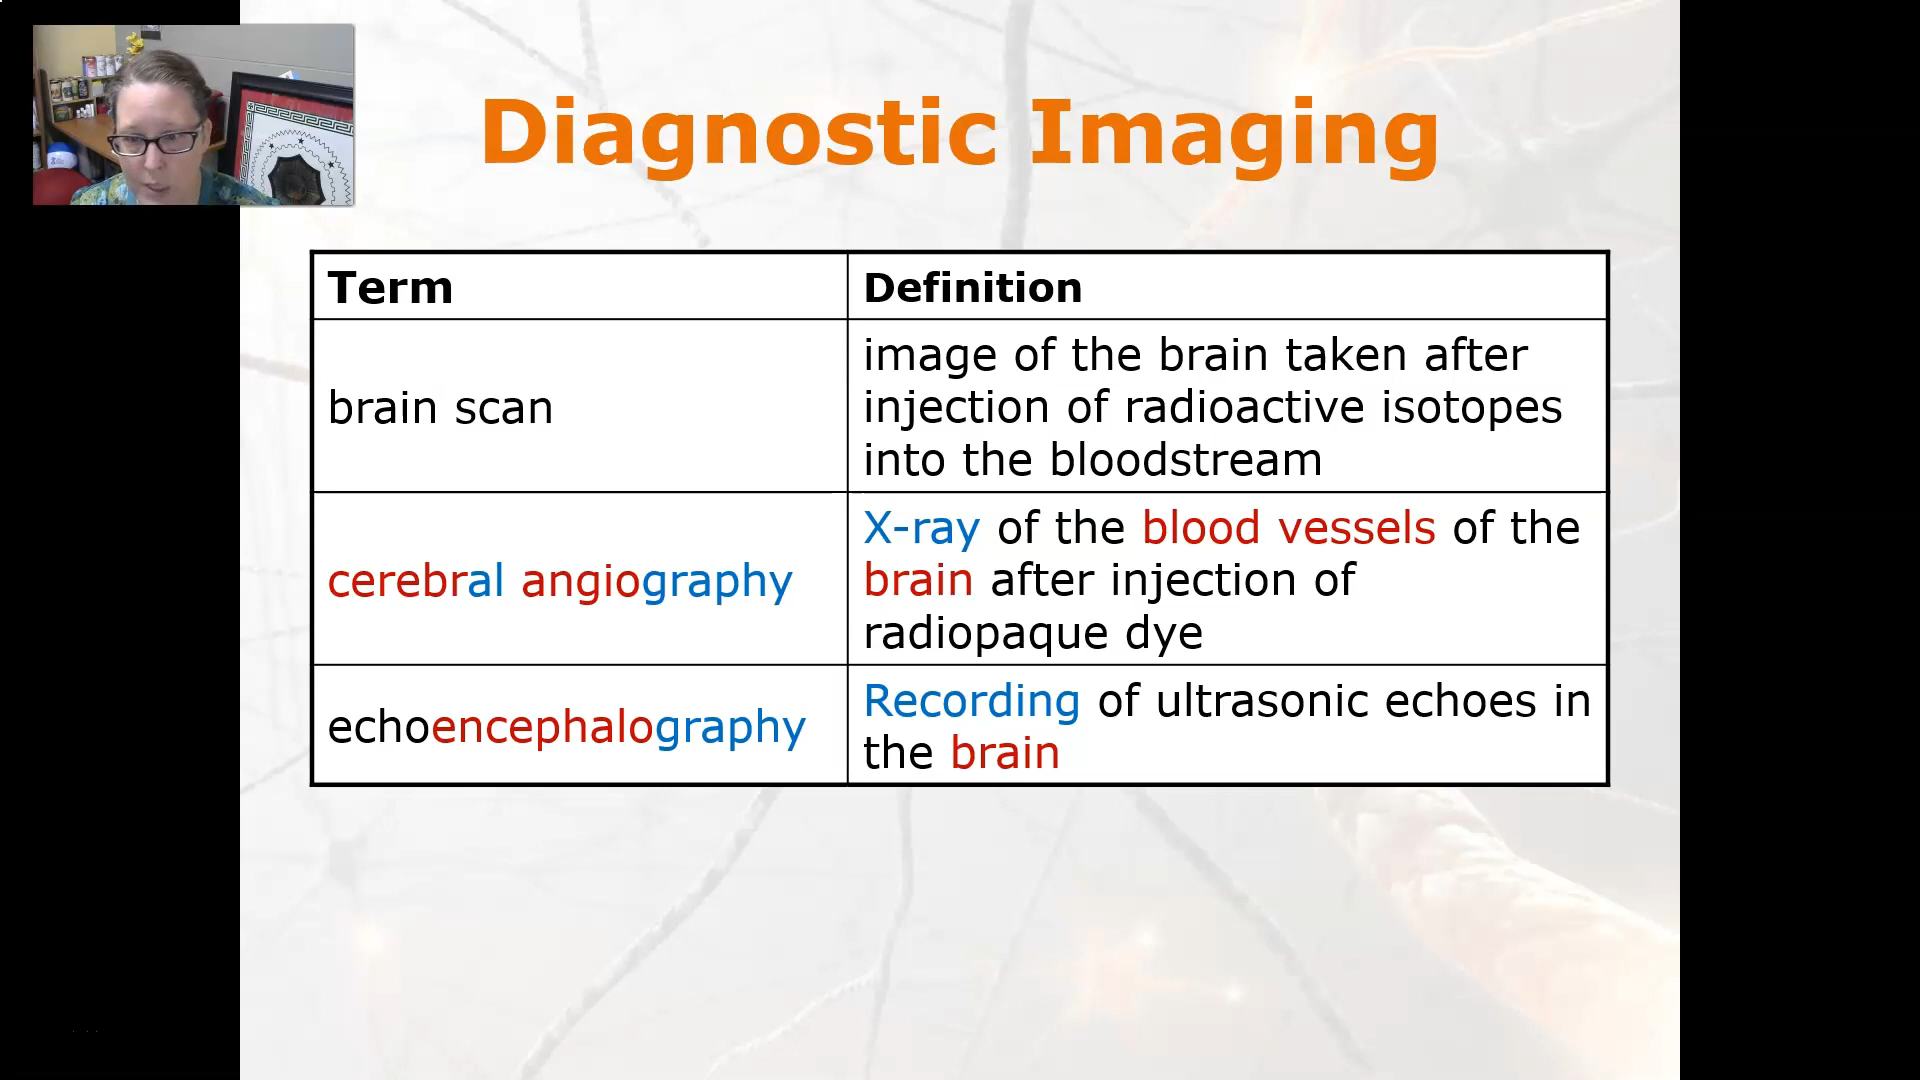 Diagnostic Imaging
Term
Definition
brain scan
image of the brain taken after
injection of radioactive isotopes
into the bloodstream
cerebral angiography
X-ray of the blood vessels of the
brain after injection of
radiopaque dye
echoencephalography
Recording of ultrasonic echoes in
the brain